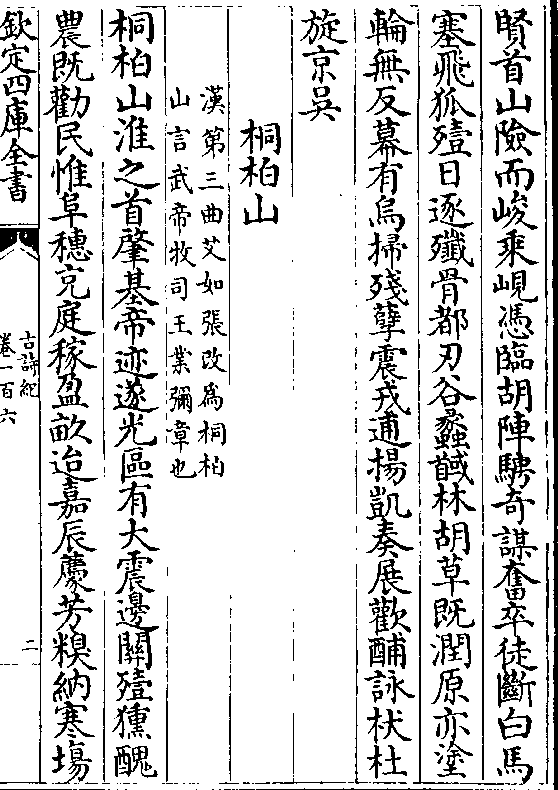 賢首山險而峻乘峴憑臨胡陣騁奇謀奮卒徒斷白馬
塞飛狐殪日逐殲骨都刃谷蠡馘林胡草既潤原亦塗
輪無反幕有烏掃殘孽震戎逋揚凱奏展歡酺詠杕杜
旋京吳
桐柏山
漢第三曲艾如張改為桐柏
山言武帝牧司王業彌章也
桐柏山淮之首肇基帝迹遂光區有大震邊關殪獯醜
農既勸民惟阜穗充庭稼盈畝迨嘉辰薦芳糗納寒場
欽定四庫全書
古詩紀
卷一百六
二